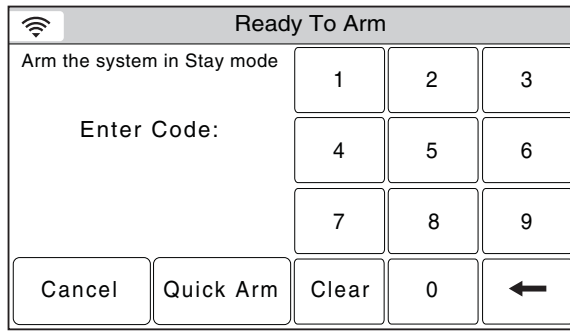 Ready To Arm
Arm the system in Stay mode
Enter Code:
1 2 3
4 5 6
7 8 9
Cancel Quick Arm Clear 0